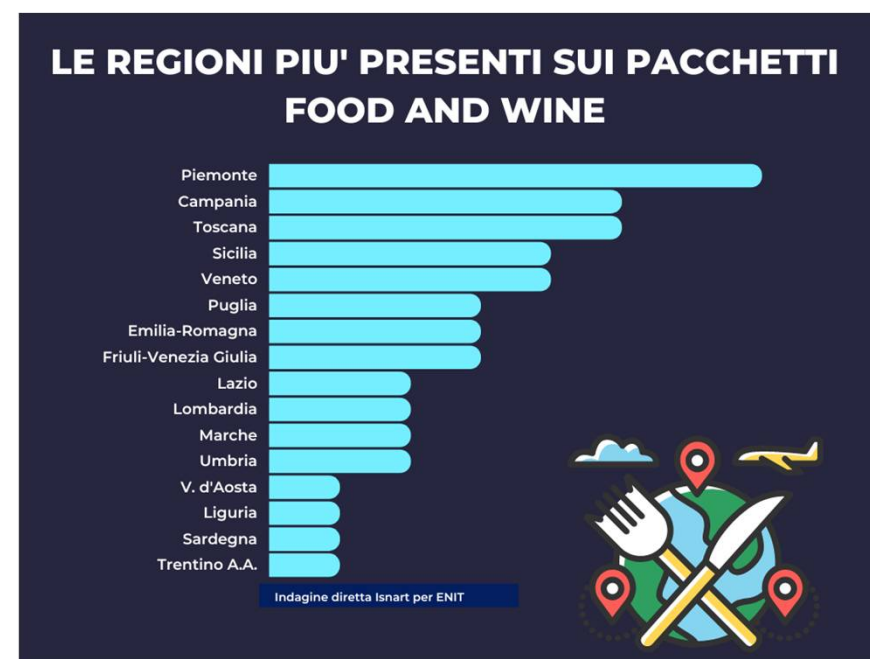 LE REGIONI PIU' PRESENTI SUI PACCHETTI
FOOD AND WINE
Piemonte
Campania
Toscana
Sicilia
Veneto
Puglia
Emilia-Romagna
Friuli-Venezia Giulia
Lazio
Lombardia
Marche
Umbria
V. d'Aosta
Liguria
Sardegna
Trentino A.A.
Indagine diretta Isnart per ENIT